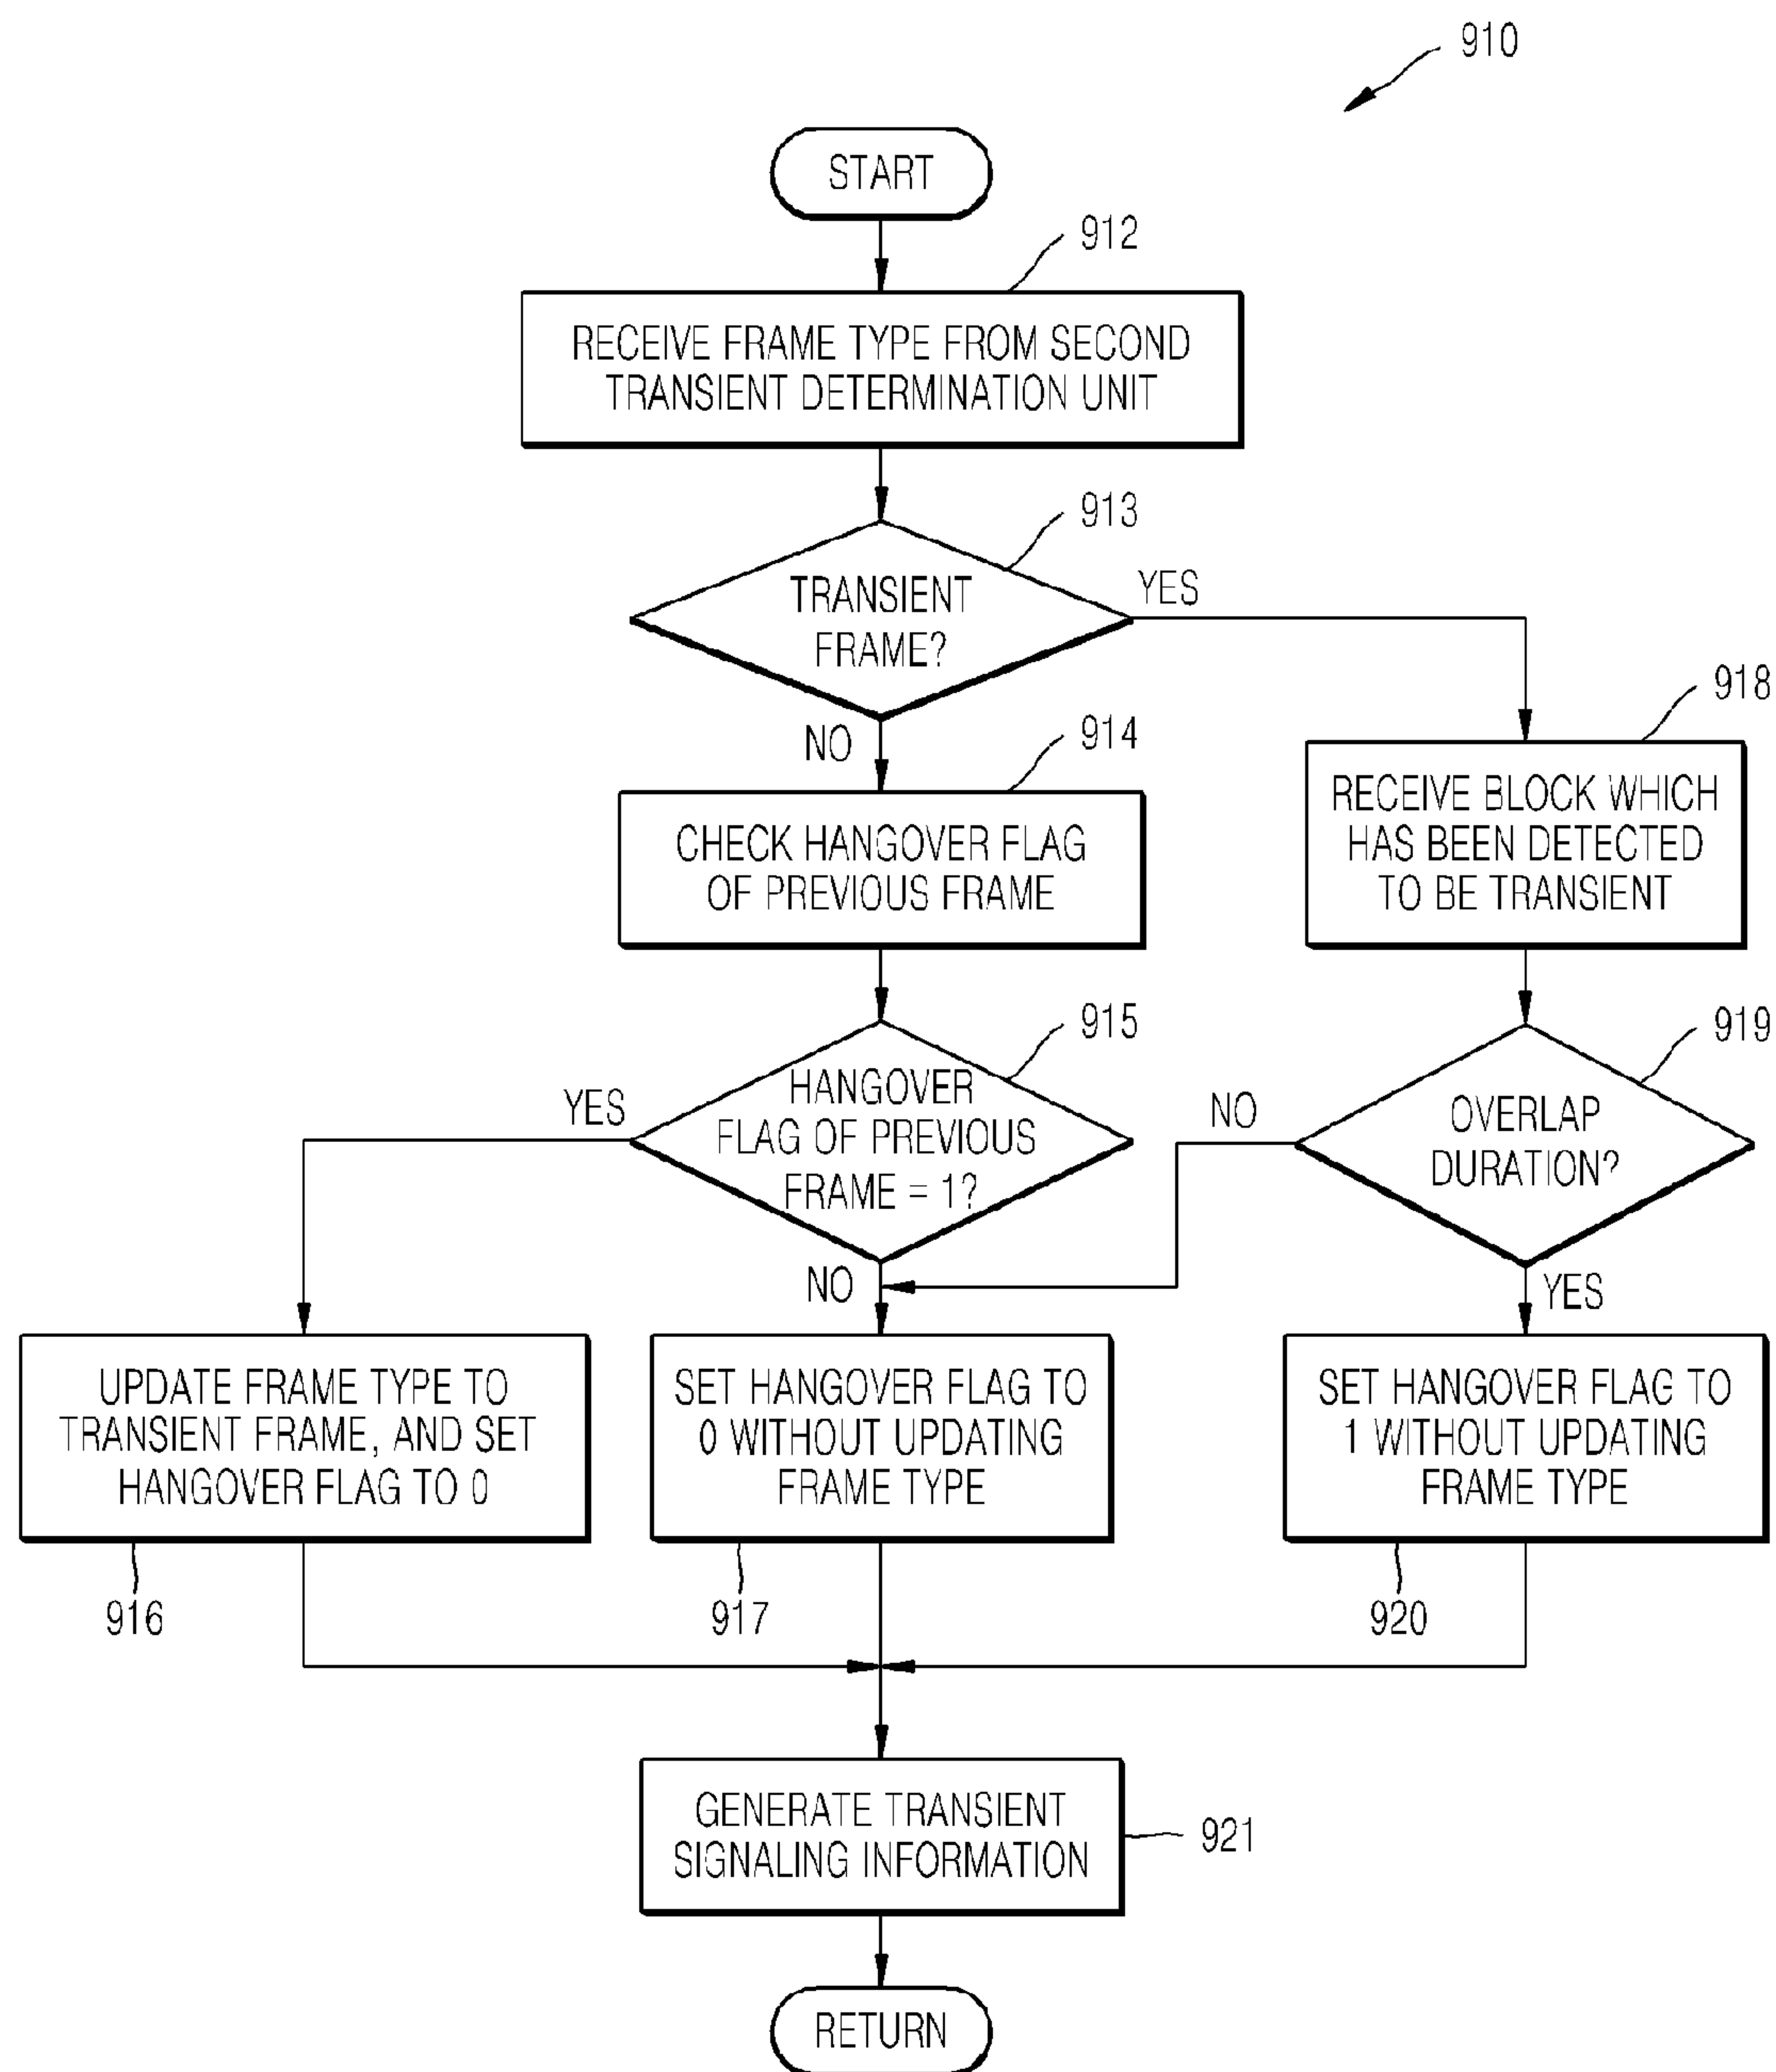 910
START
912
RECEIVE FRAME TYPE FROM SECOND
TRANSIENT DETERMINATION UNIT
913
TRANSIENT
FRAME?
YES
NO
914
CHECK HANGOVER FLAG
OF PREVIOUS FRAME
918
RECEIVE BLOCK WHICH
HAS BEEN DETECTED
TO BE TRANSIENT
915
HANGOVER
FLAG OF PREVIOUS
FRAME = 1?
YES
NO
919
OVERLAP
DURATION?
NO
YES
UPDATE FRAME TYPE TO
TRANSIENT FRAME, AND SET
HANGOVER FLAG TO 0
916
SET HANGOVER FLAG TO
0 WITHOUT UPDATING
FRAME TYPE
917
SET HANGOVER FLAG TO
1 WITHOUT UPDATING
FRAME TYPE
920
GENERATE TRANSIENT
SIGNALING INFORMATION
921
RETURN